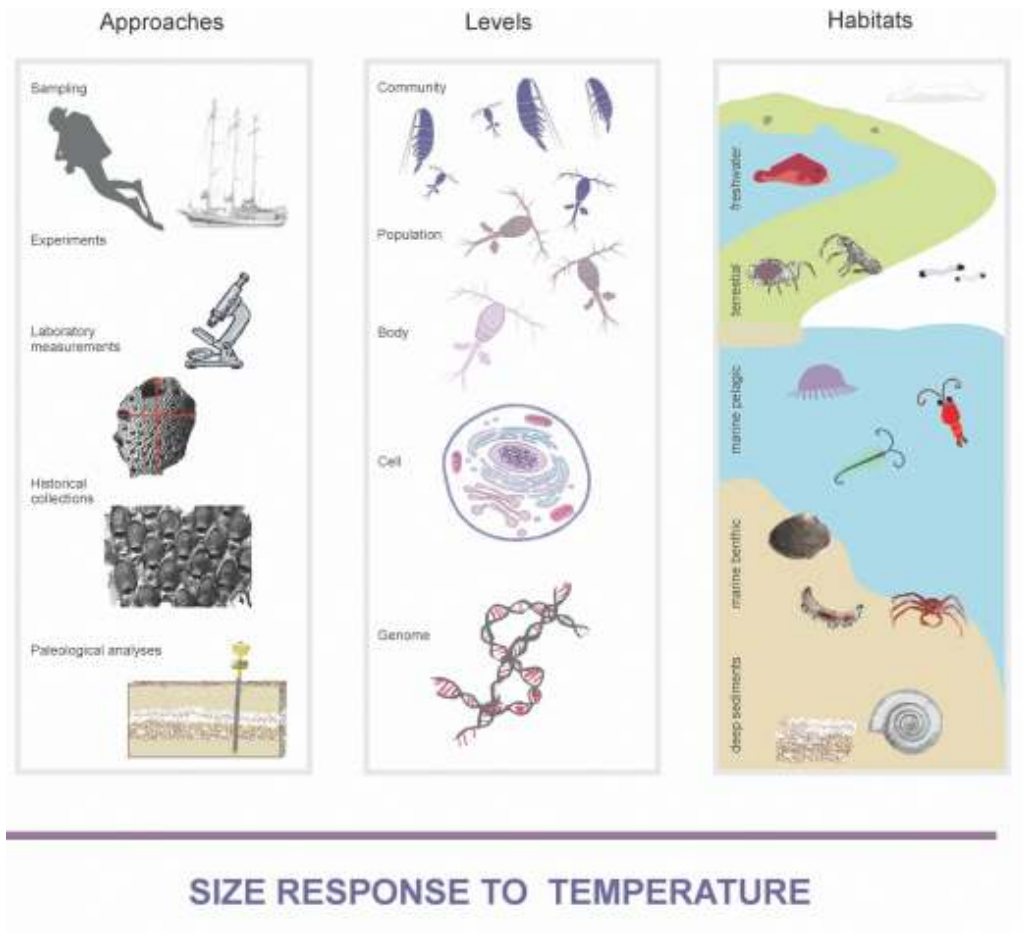 Approaches
Sampling
Experiments
Laboratory
measurements
Historical
collections
Paleological analyses
Levels
Community
Population
Body
Cell
Genome
Habitats
freshwater
terrestial
marine pelagic
marine benthic
deep sediments
SIZE RESPONSE TO TEMPERATURE